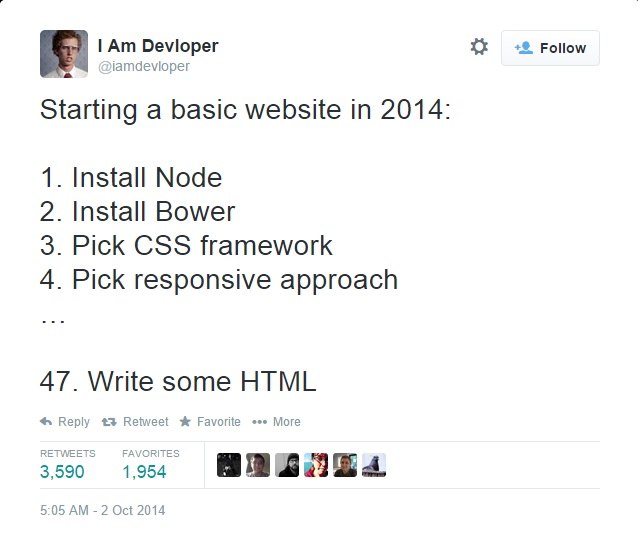 I Am Devloper
@iamdevloper
Follow
Starting a basic website in 2014:
1. Install Node
2. Install Bower
3. Pick CSS framework
4. Pick responsive approach
...
47. Write some HTML
Reply Retweet Favorite More
RETWEETS FAVORITES
3,590 1,954
5:05 AM - 2 Oct 2014